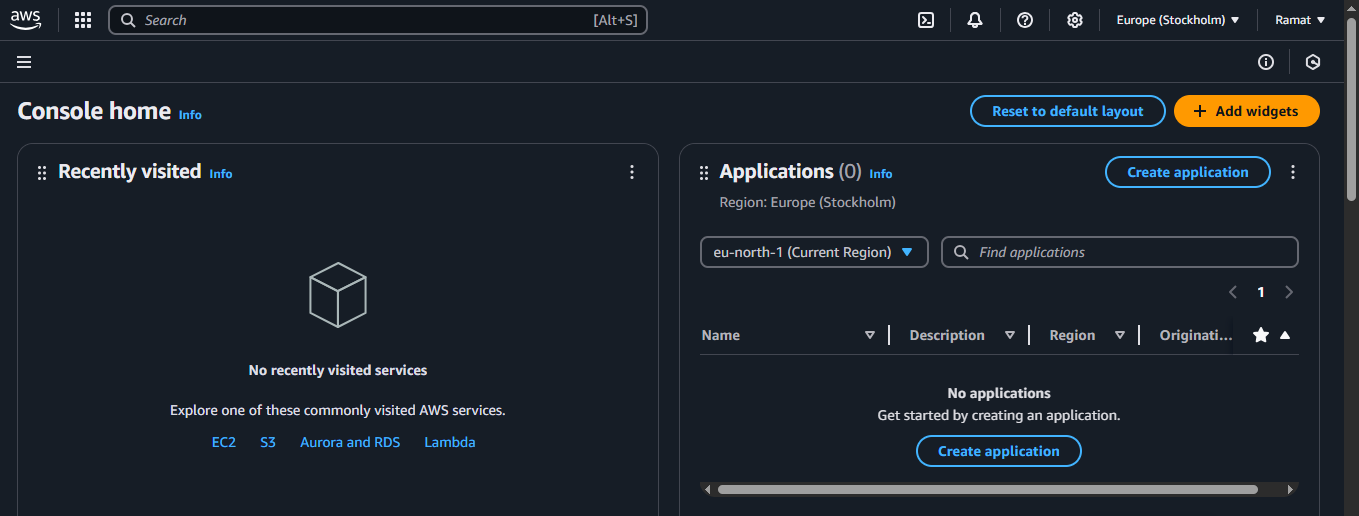 aws
Search [Alt+S]
Europe (Stockholm)
Ramat
Console home Info
Reset to default layout
Add widgets
Recently visited Info
No recently visited services
Explore one of these commonly visited AWS services.
EC2 S3 Aurora and RDS Lambda
Applications (0) Info
Create application
Region: Europe (Stockholm)
eu-north-1 (Current Region)
Find applications
1
Name Description Region Originati...
No applications
Get started by creating an application.
Create application